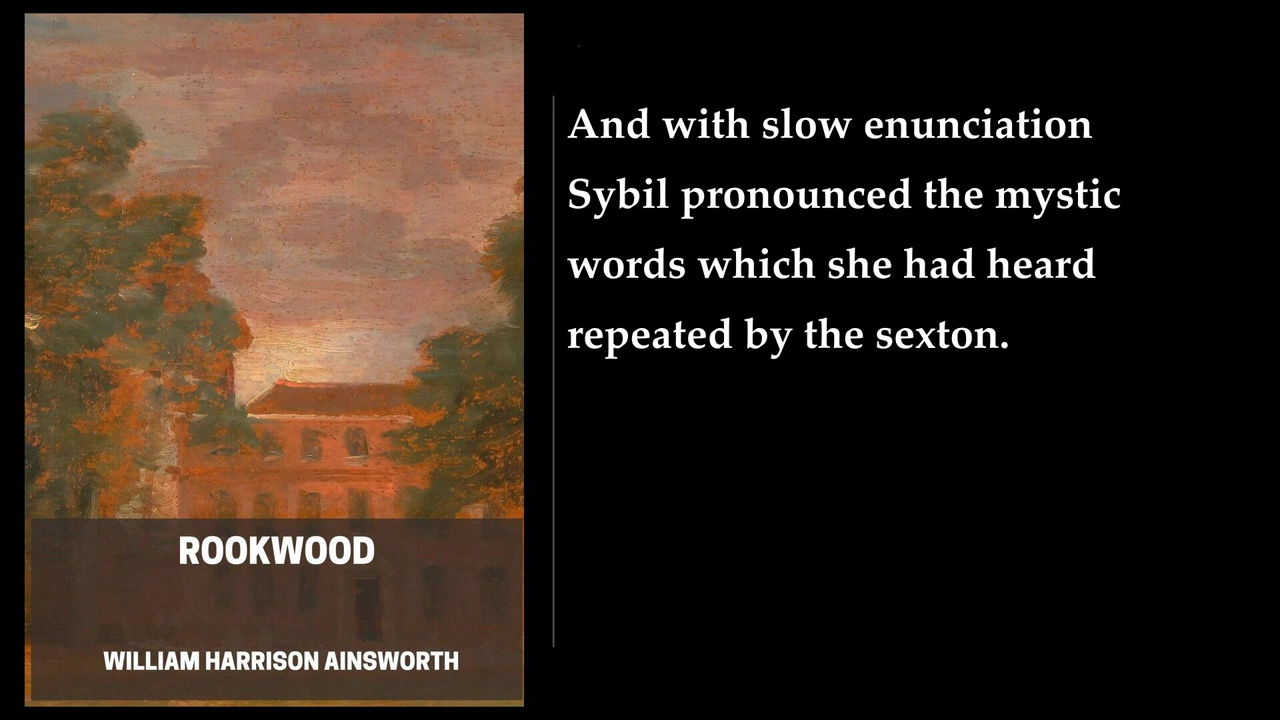 ROOKWOOD
WILLIAM HARRISON AINSWORTH
And with slow enunciation
Sybil pronounced the mystic
words which she had heard
repeated by the sexton.